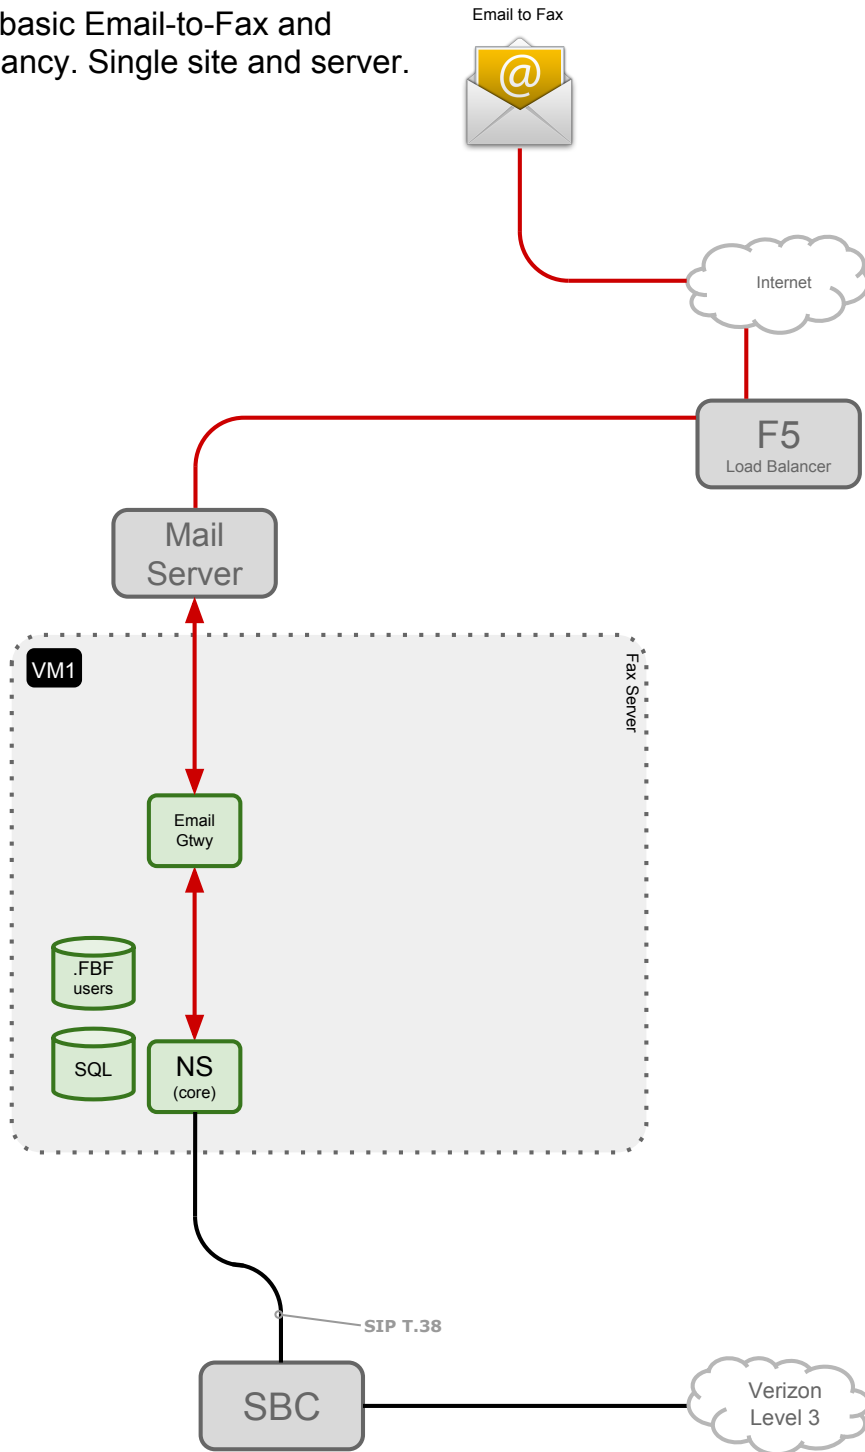 basic Email-to-Fax and
ancy. Single site and server.
Email to Fax
@
Internet
F5
Load Balancer
Mail
Server
VM1
Fax Server
Email
Gtwy
.FBF
users
SQL
NS
(core)
SIP T.38
SBC
Verizon
Level 3